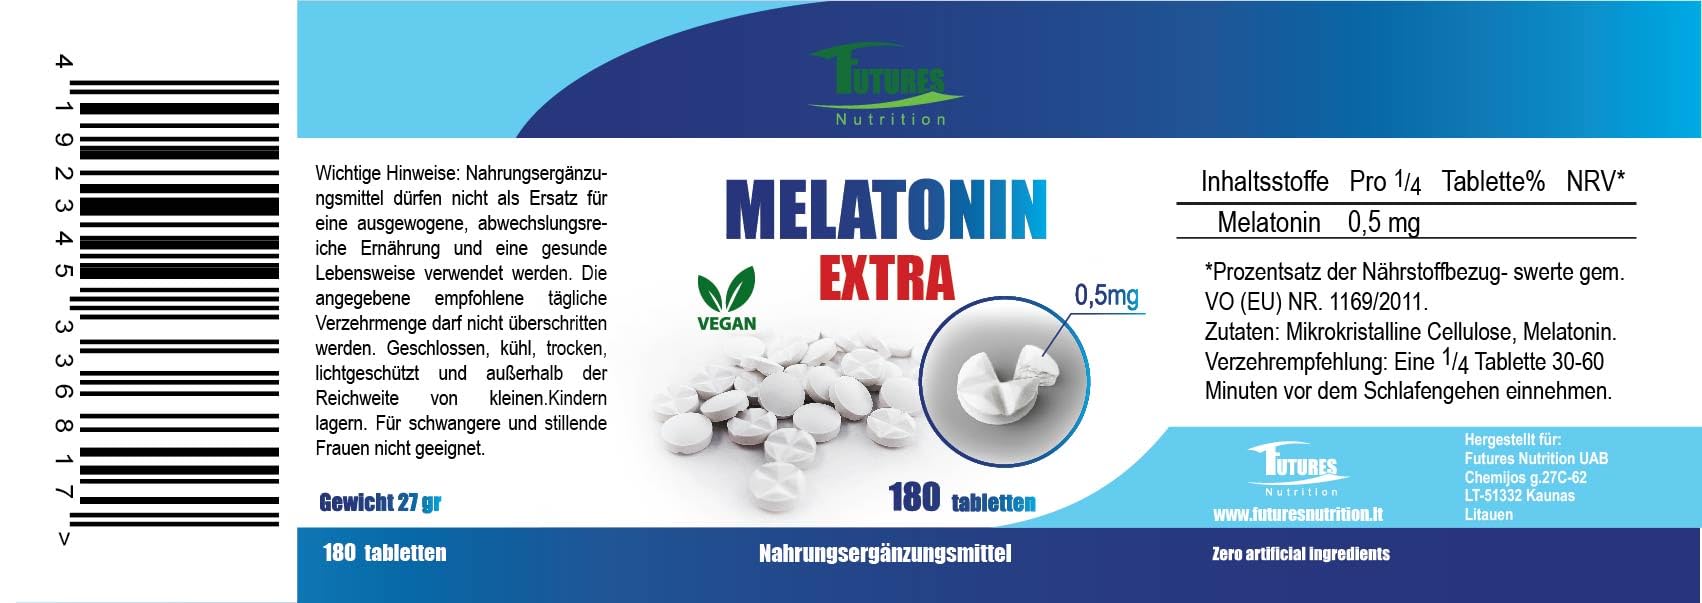 4 192345 336817 >
FUTURES
Nutrition
Wichtige Hinweise: Nahrungsergänzu-
ngsmittel dürfen nicht als Ersatz für
eine ausgewogene, abwechslungsre-
iche Ernährung und eine gesunde
Lebensweise verwendet werden. Die
angegebene empfohlene tägliche
Verzehrmenge darf nicht überschritten
werden. Geschlossen, kühl, trocken,
lichtgeschützt und außerhalb der
Reichweite von kleinen.Kindern
lagern. Für schwangere und stillende
Frauen nicht geeignet.
Gewicht 27 gr
180 tabletten
MELATONIN
EXTRA
VEGAN
0,5mg
180 tabletten
Nahrungsergänzungsmittel
Inhaltsstoffe Pro 1/4 Tablette% NRV*
Melatonin 0,5 mg
*Prozentsatz der Nährstoffbezug- swerte gem.
VO (EU) NR. 1169/2011.
Zutaten: Mikrokristalline Cellulose, Melatonin.
Verzehrempfehlung: Eine 1/4 Tablette 30-60
Minuten vor dem Schlafengehen einnehmen.
FUTURES
Nutrition
www.futuresnutrition.lt
Hergestellt für:
Futures Nutrition UAB
Chemijos g.27C-62
LT-51332 Kaunas
Litauen
Zero artificial ingredients